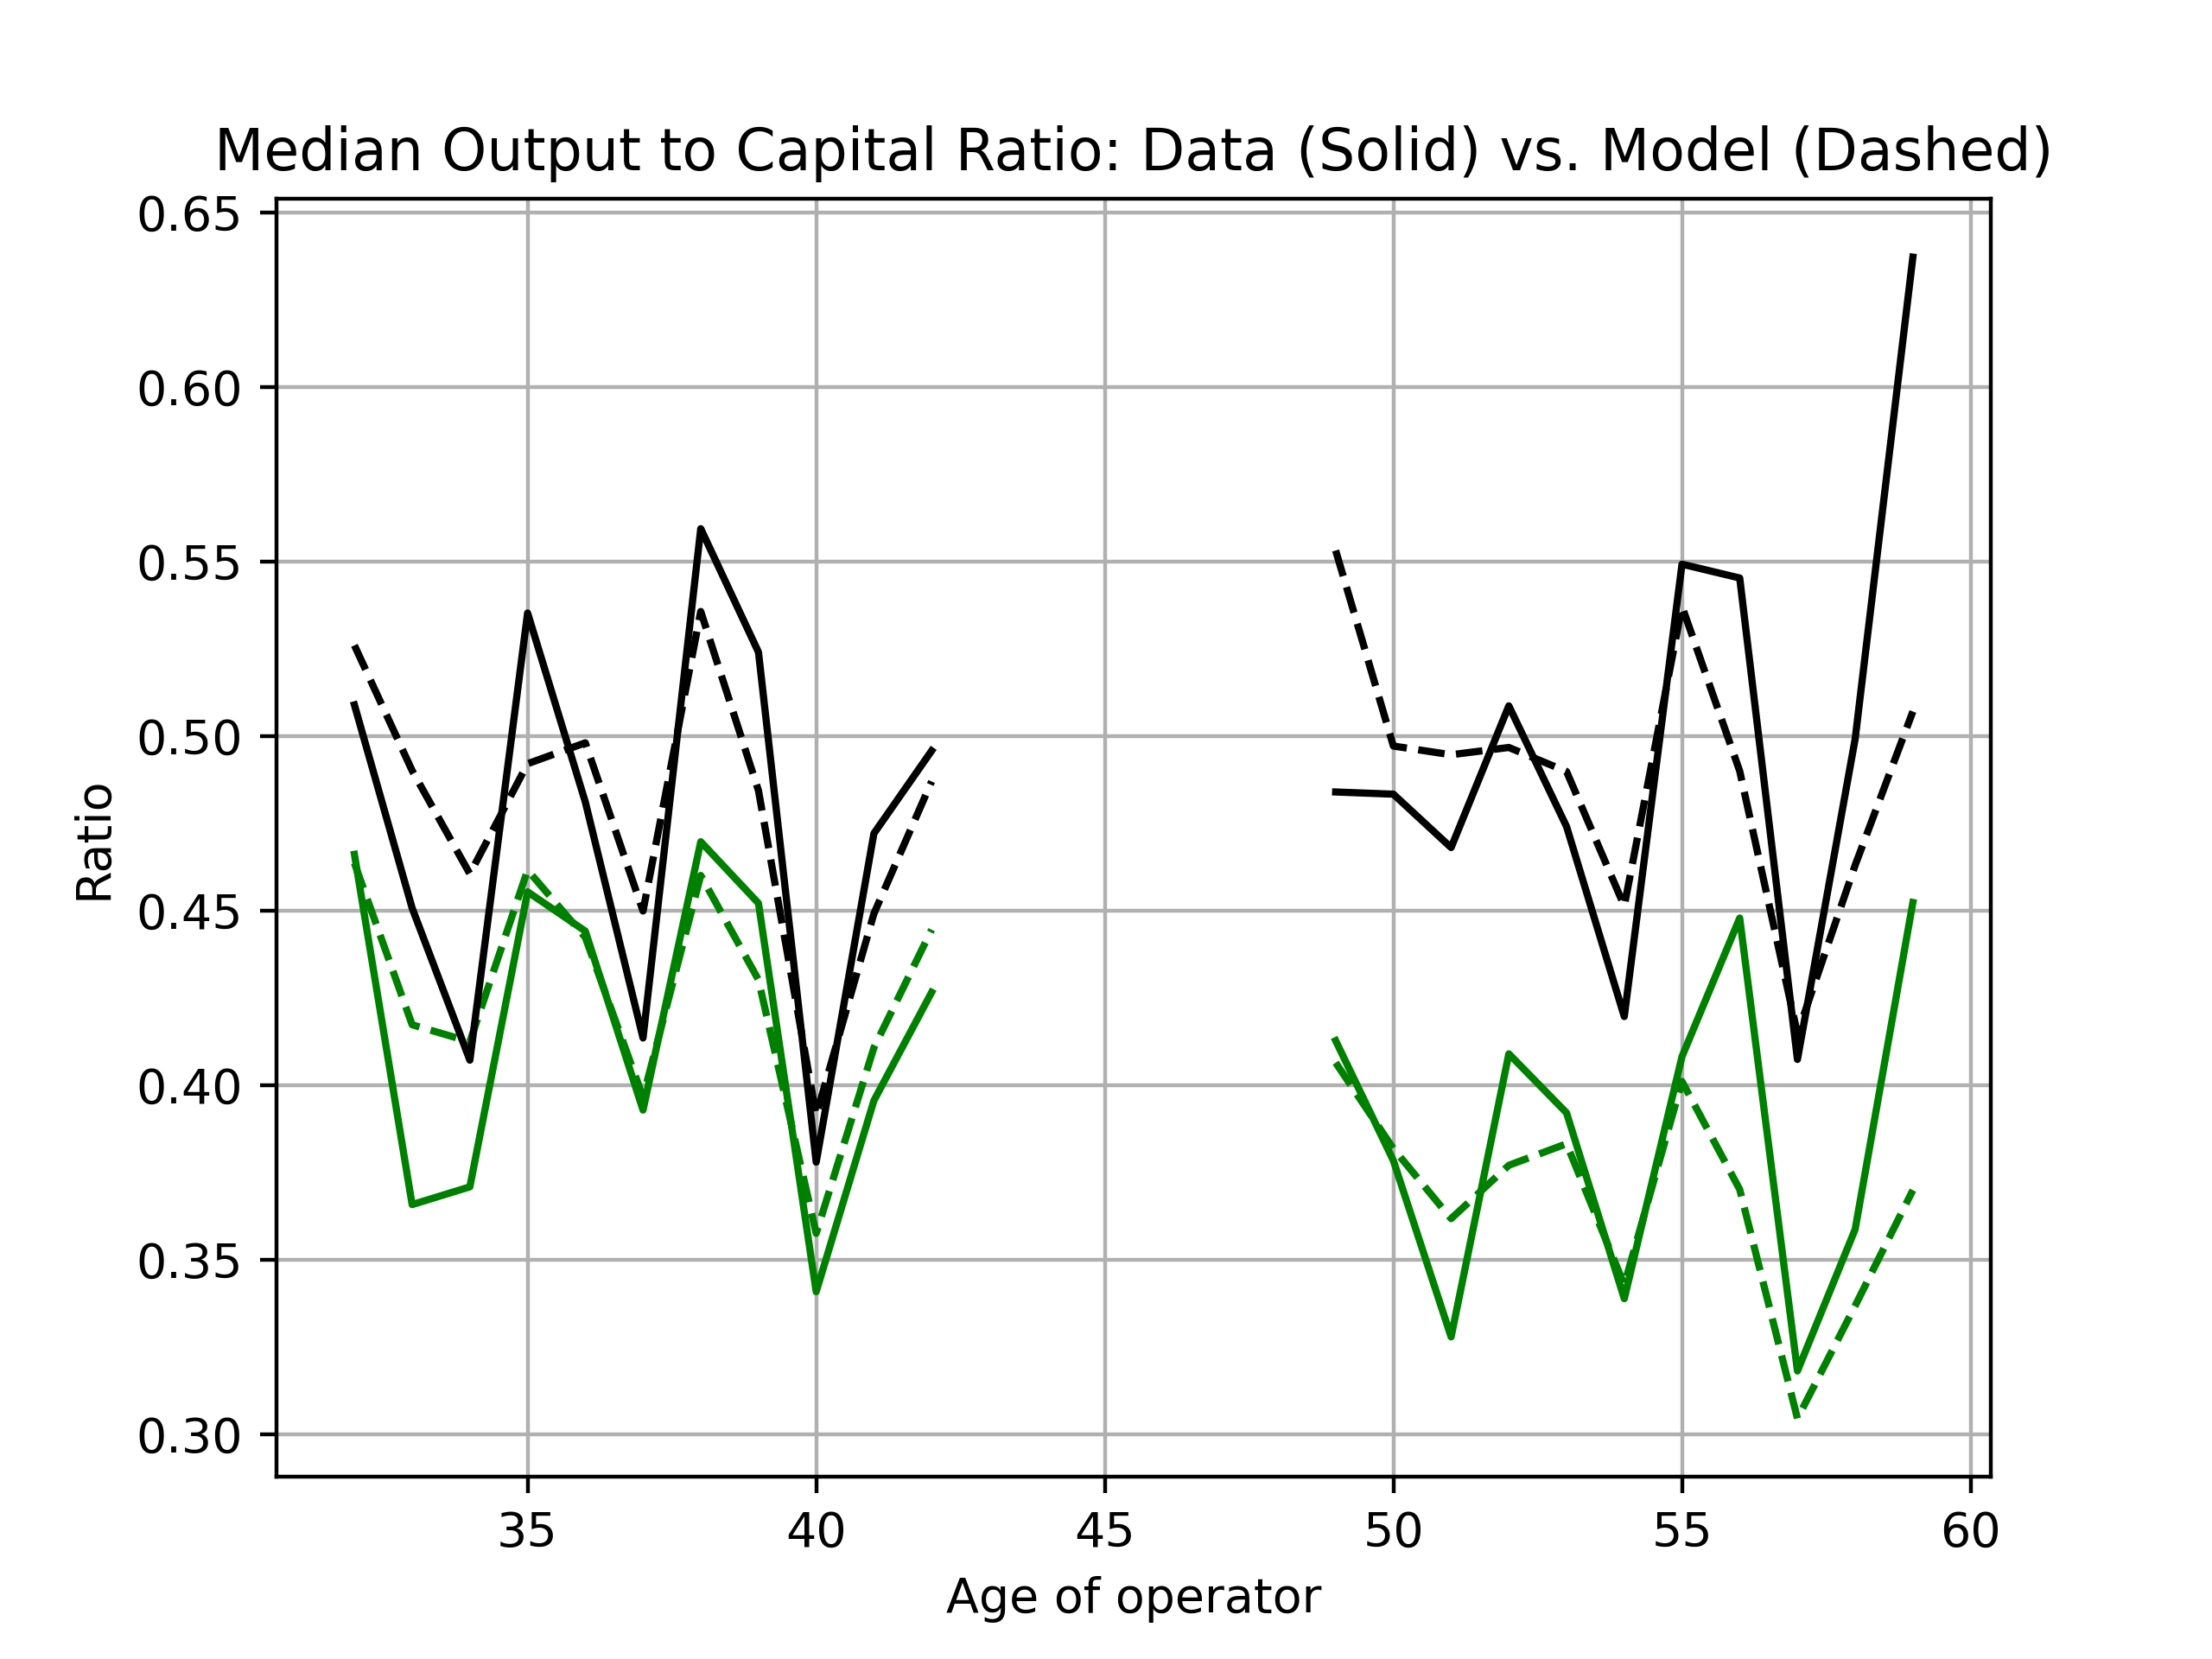 Median Output to Capital Ratio: Data (Solid) vs. Model (Dashed)
0.65
0.60
0.55
0.50
0.45
0.40
0.35
0.30
Ratio
35 40 45 50 55 60
Age of operator